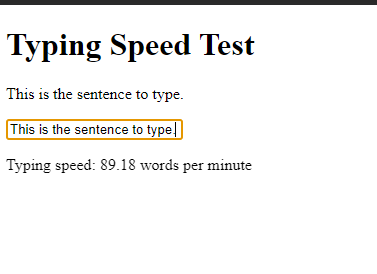 Typing Speed Test
This is the sentence to type.
This is the sentence to type.
Typing speed: 89.18 words per minute